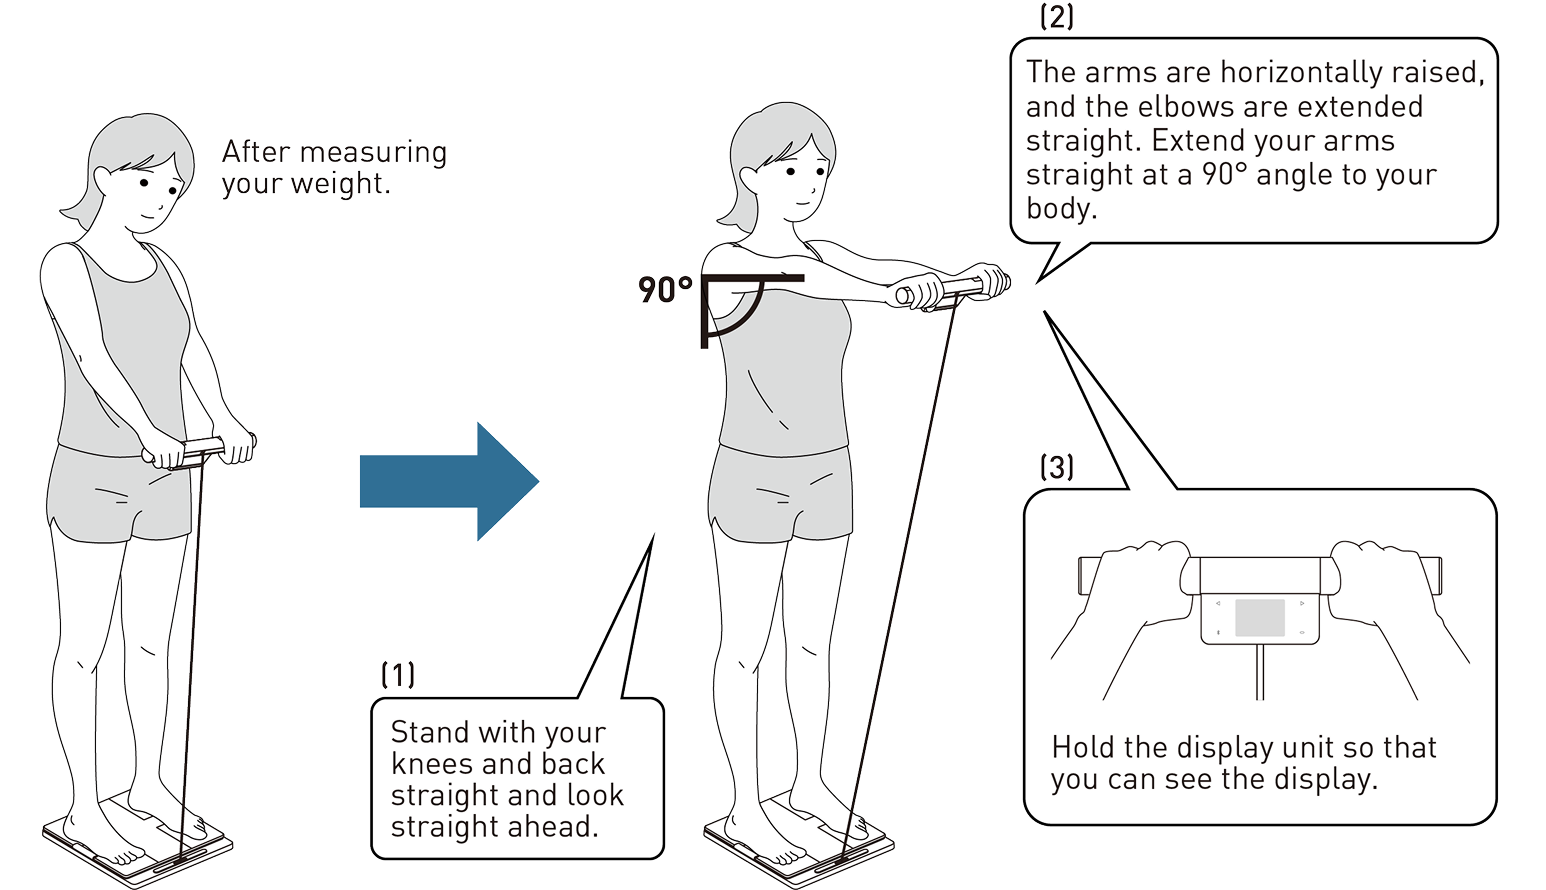 After measuring
your weight.
90°
(1)
Stand with your
knees and back
straight and look
straight ahead.
(2)
The arms are horizontally raised,
and the elbows are extended
straight. Extend your arms
straight at a 90° angle to your
body.
(3)
Hold the display unit so that
you can see the display.